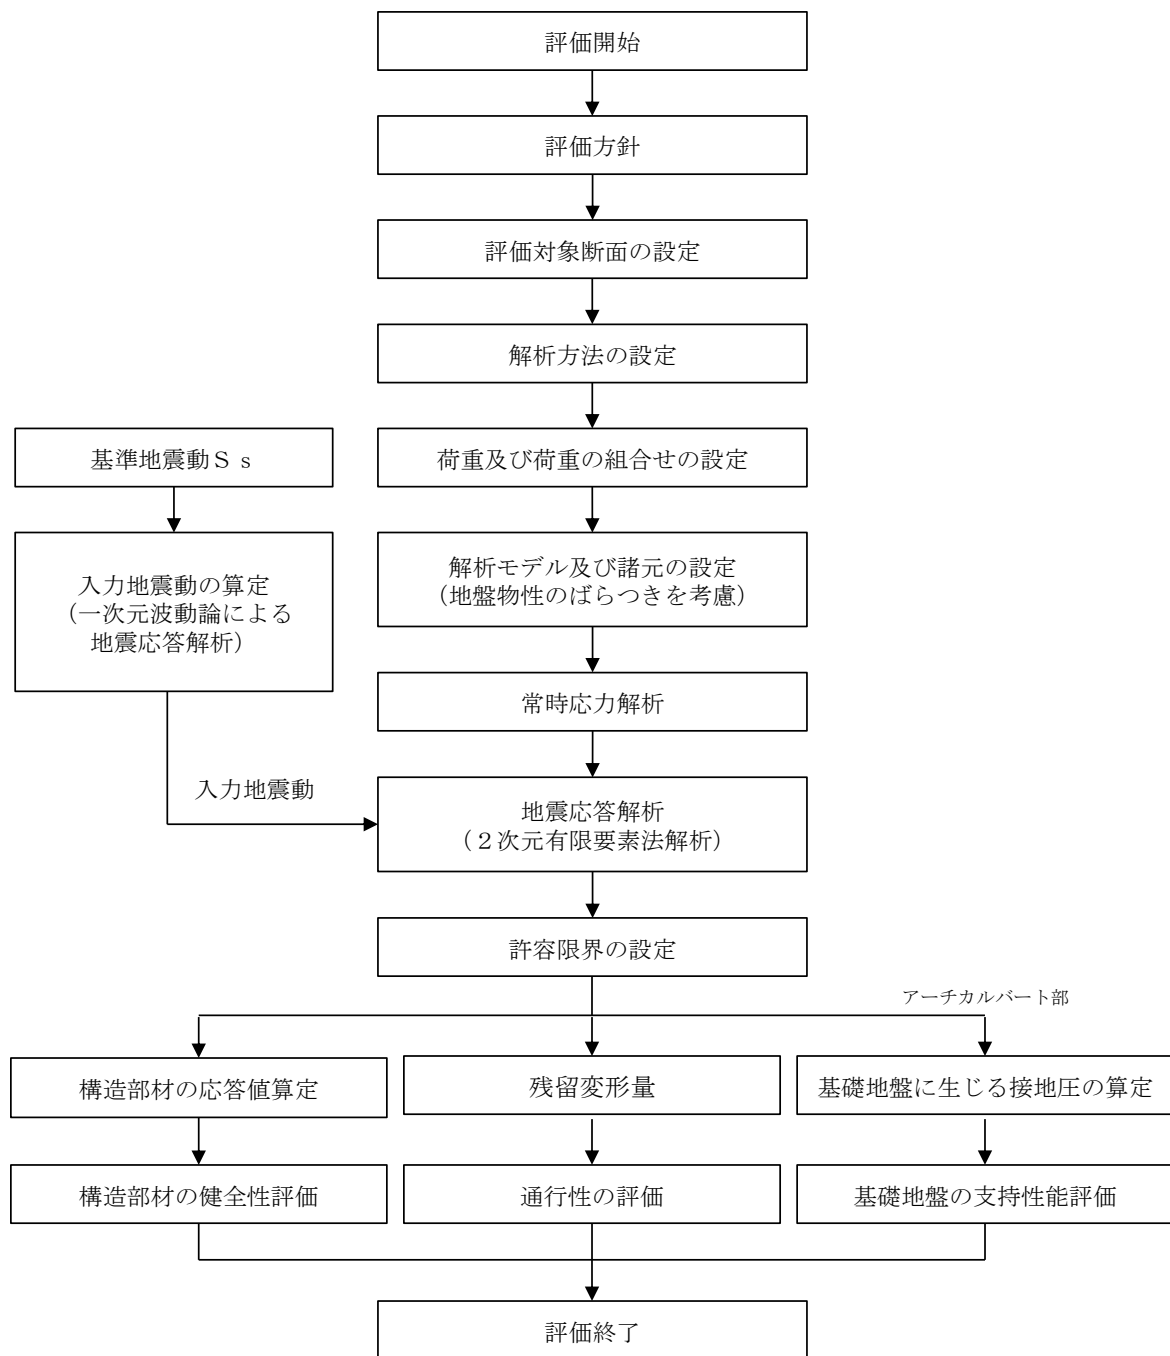 評価開始
評価方針
評価対象断面の設定
解析方法の設定
基準地震動Ｓｓ
荷重及び荷重の組合せの設定
入力地震動の算定
（一次元波動論による
地震応答解析）
解析モデル及び諸元の設定
（地盤物性のばらつきを考慮）
常時応力解析
入力地震動
地震応答解析
（２次元有限要素法解析）
許容限界の設定
アーチカルバート部
構造部材の応答値算定
残留変形量
基礎地盤に生じる接地圧の算定
構造部材の健全性評価
通行性の評価
基礎地盤の支持性能評価
評価終了